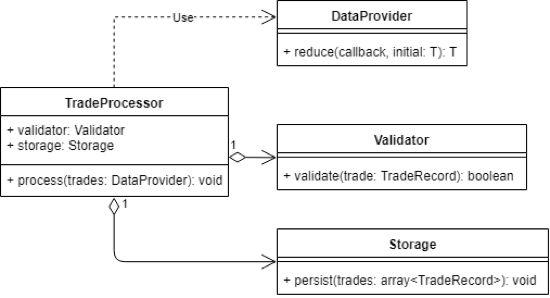 DataProvider
Use
+ reduce(callback, initial: T): T
TradeProcessor
+ validator: Validator
+ storage: Storage
+ process(trades: DataProvider): void
1
Validator
+ validate(trade: TradeRecord): boolean
1
Storage
+ persist(trades: array<TradeRecord>): void